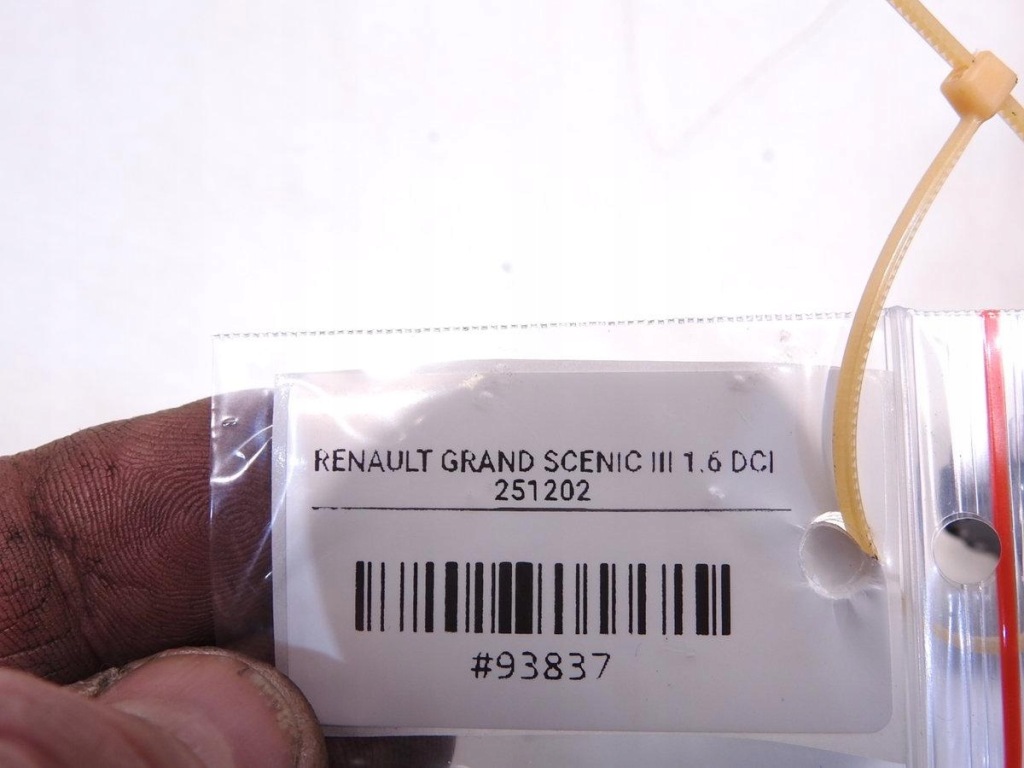 RENAULT GRAND SCENIC III 1.6 DCI
251202
#93837